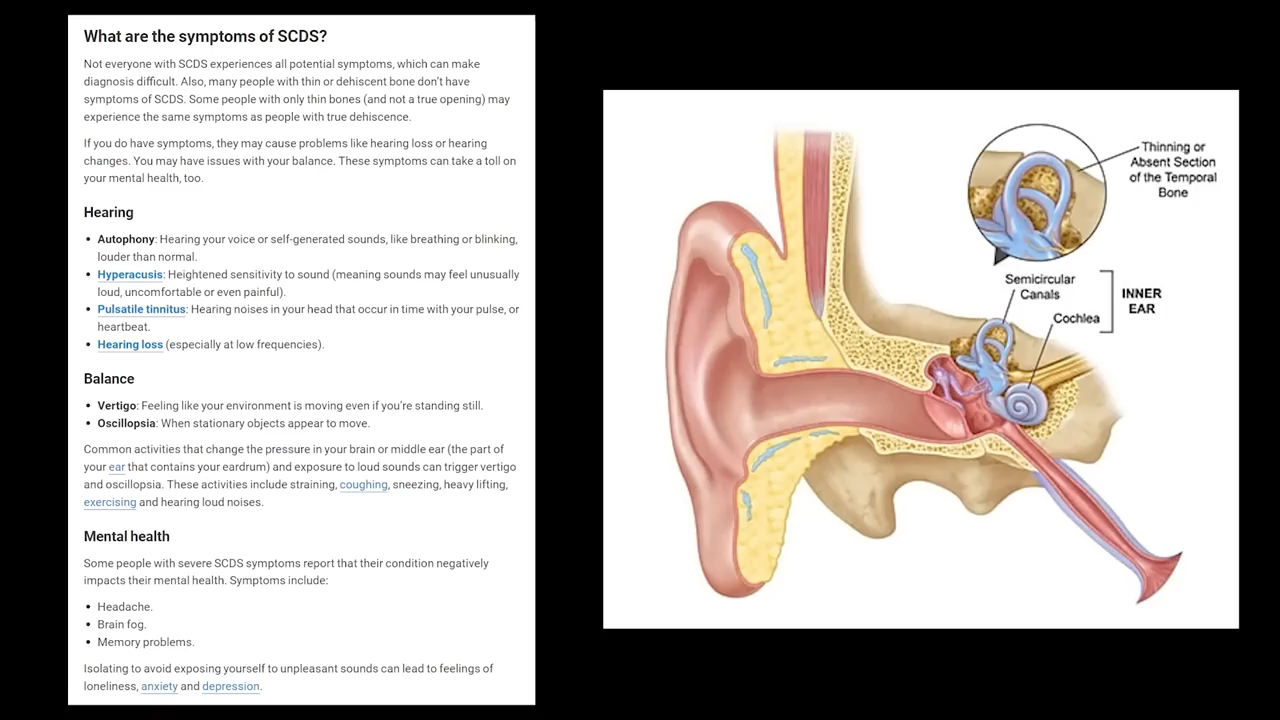 What are the symptoms of SCDS?
Not everyone with SCDS experiences all potential symptoms, which can make
diagnosis difficult. Also, many people with thin or dehiscent bone don’t have
symptoms of SCDS. Some people with only thin bones (and not a true opening) may
experience the same symptoms as people with true dehiscence.
If you do have symptoms, they may cause problems like hearing loss or hearing
changes. You may have issues with your balance. These symptoms can take a toll on
your mental health, too.
Hearing
• Autophony: Hearing your voice or self-generated sounds, like breathing or blinking,
louder than normal.
• Hyperacusis: Heightened sensitivity to sound (meaning sounds may feel unusually
loud, uncomfortable or even painful).
• Pulsatile tinnitus: Hearing noises in your head that occur in time with your pulse, or
heartbeat.
• Hearing loss (especially at low frequencies).
Balance
• Vertigo: Feeling like your environment is moving even if you’re standing still.
• Oscillopsia: When stationary objects appear to move.
Common activities that change the pressure in your brain or middle ear (the part of
your ear that contains your eardrum) and exposure to loud sounds can trigger vertigo
and oscillopsia. These activities include straining, coughing, sneezing, heavy lifting,
exercising and hearing loud noises.
Mental health
Some people with severe SCDS symptoms report that their condition negatively
impacts their mental health. Symptoms include:
• Headache.
• Brain fog.
• Memory problems.
Isolating to avoid exposing yourself to unpleasant sounds can lead to feelings of
loneliness, anxiety and depression.
Thinning or
Absent Section
of the Temporal
Bone
Semicircular
Canals
Cochlea
INNER
EAR